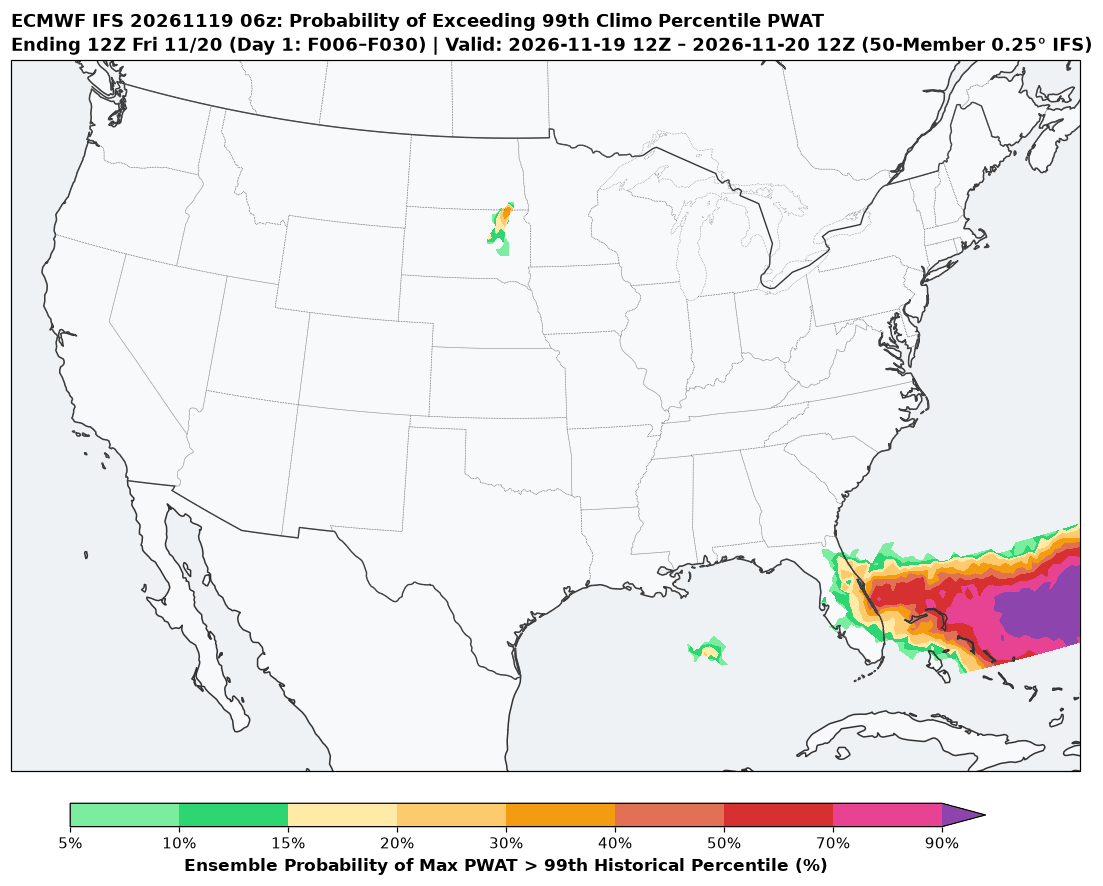 ECMWF IFS 20261119 06z: Probability of Exceeding 99th Climo Percentile PWAT
Ending 12Z Fri 11/20 (Day 1: F006–F030) | Valid: 2026-11-19 12Z – 2026-11-20 12Z (50-Member 0.25° IFS)
5% 10% 15% 20% 30% 40% 50% 70% 90%
Ensemble Probability of Max PWAT > 99th Historical Percentile (%)